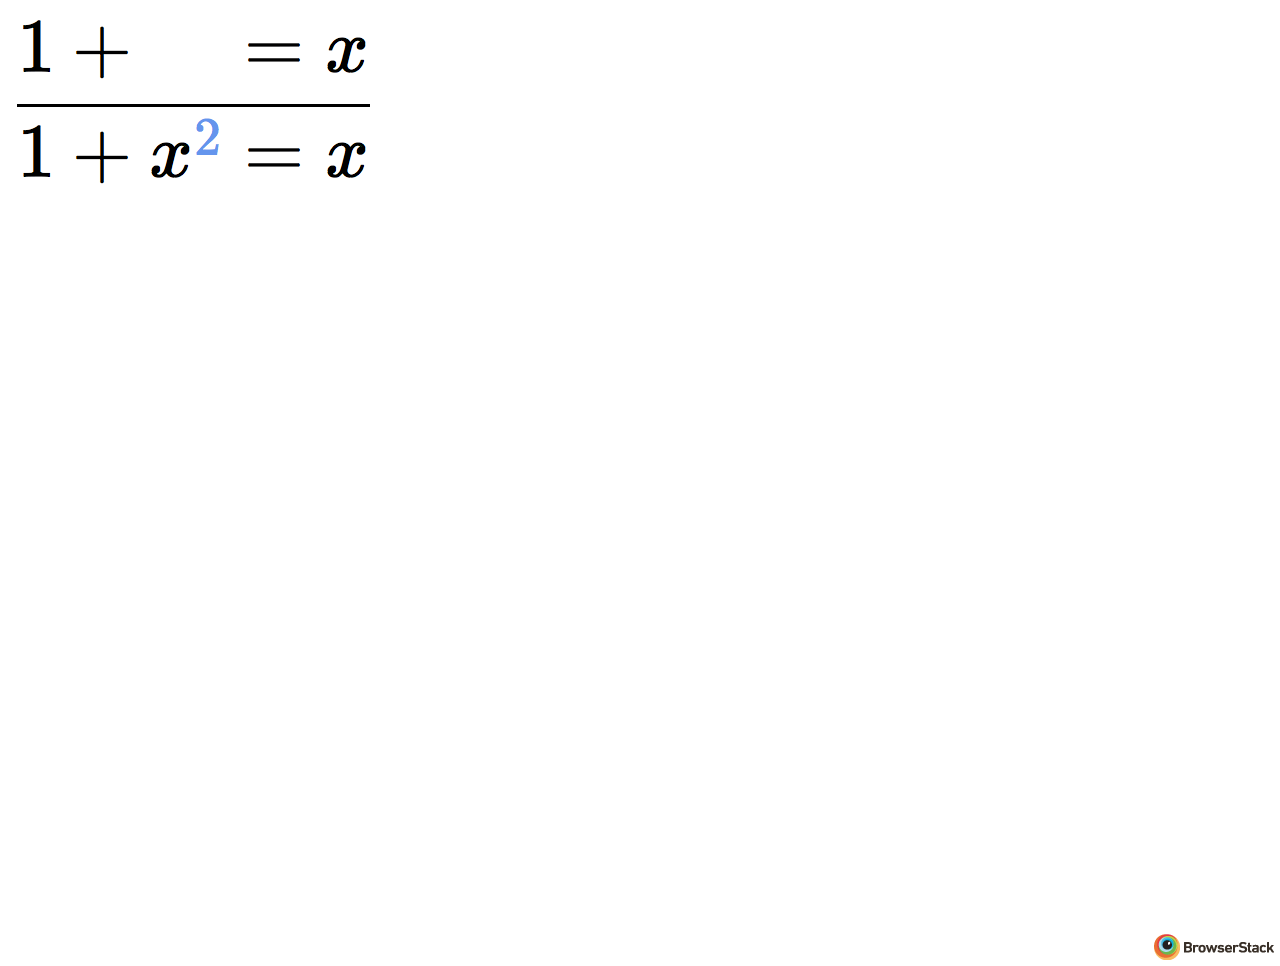 1 + = x
1 + x² = x
BrowserStack